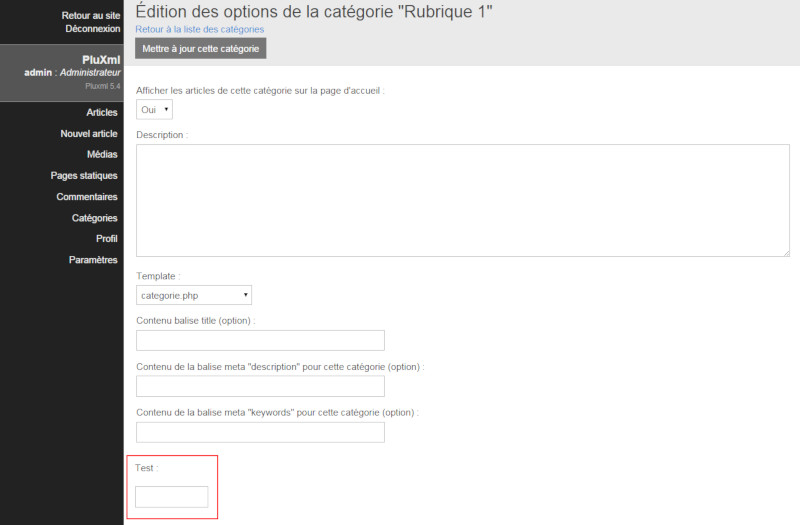 Retour au site
Déconnexion
PluXml
admin : Administrateur
Pluxml 5.4
Articles
Nouvel article
Médias
Pages statiques
Commentaires
Catégories
Profil
Paramètres
Édition des options de la catégorie "Rubrique 1"
Retour à la liste des catégories
Mettre à jour cette catégorie
Afficher les articles de cette catégorie sur la page d'accueil :
Oui
Description :
Template :
categorie.php
Contenu balise title (option) :
Contenu de la balise meta "description" pour cette catégorie (option) :
Contenu de la balise meta "keywords" pour cette catégorie (option) :
Test :